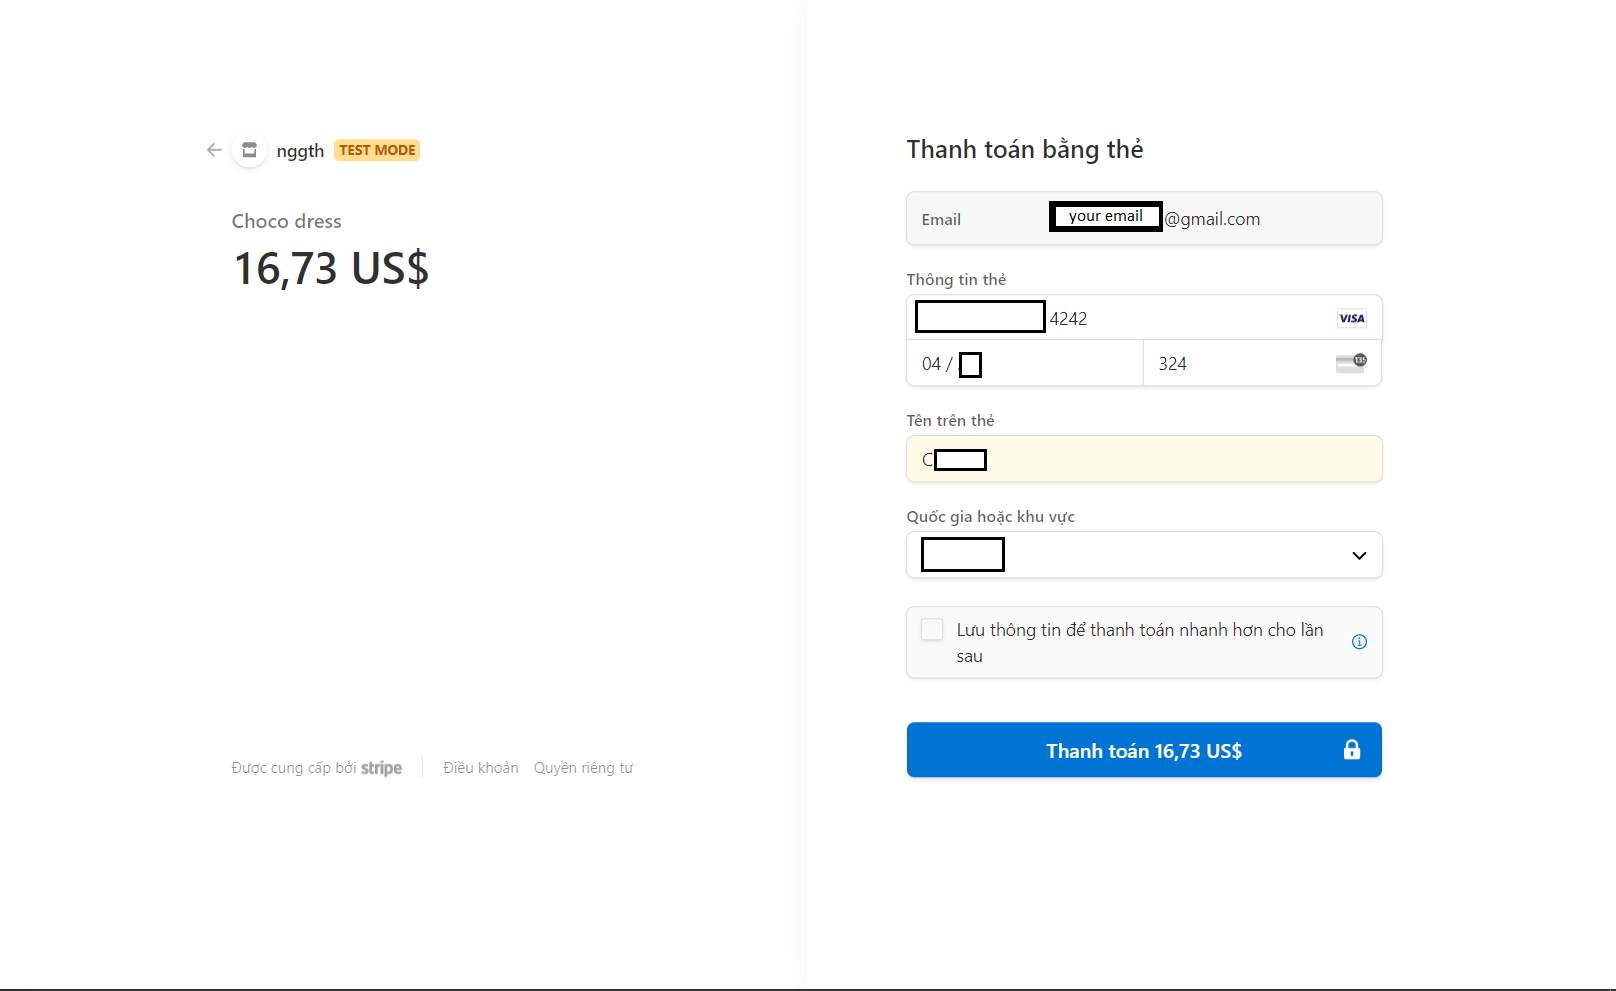 nggth TEST MODE
Choco dress
16,73 US$
Được cung cấp bởi stripe
Điều khoản Quyền riêng tư
Thanh toán bằng thẻ
Email your email @gmail.com
Thông tin thẻ
4242 VISA
04 / 324 135
Tên trên thẻ
C
Quốc gia hoặc khu vực
Lưu thông tin để thanh toán nhanh hơn cho lần
sau
Thanh toán 16,73 US$